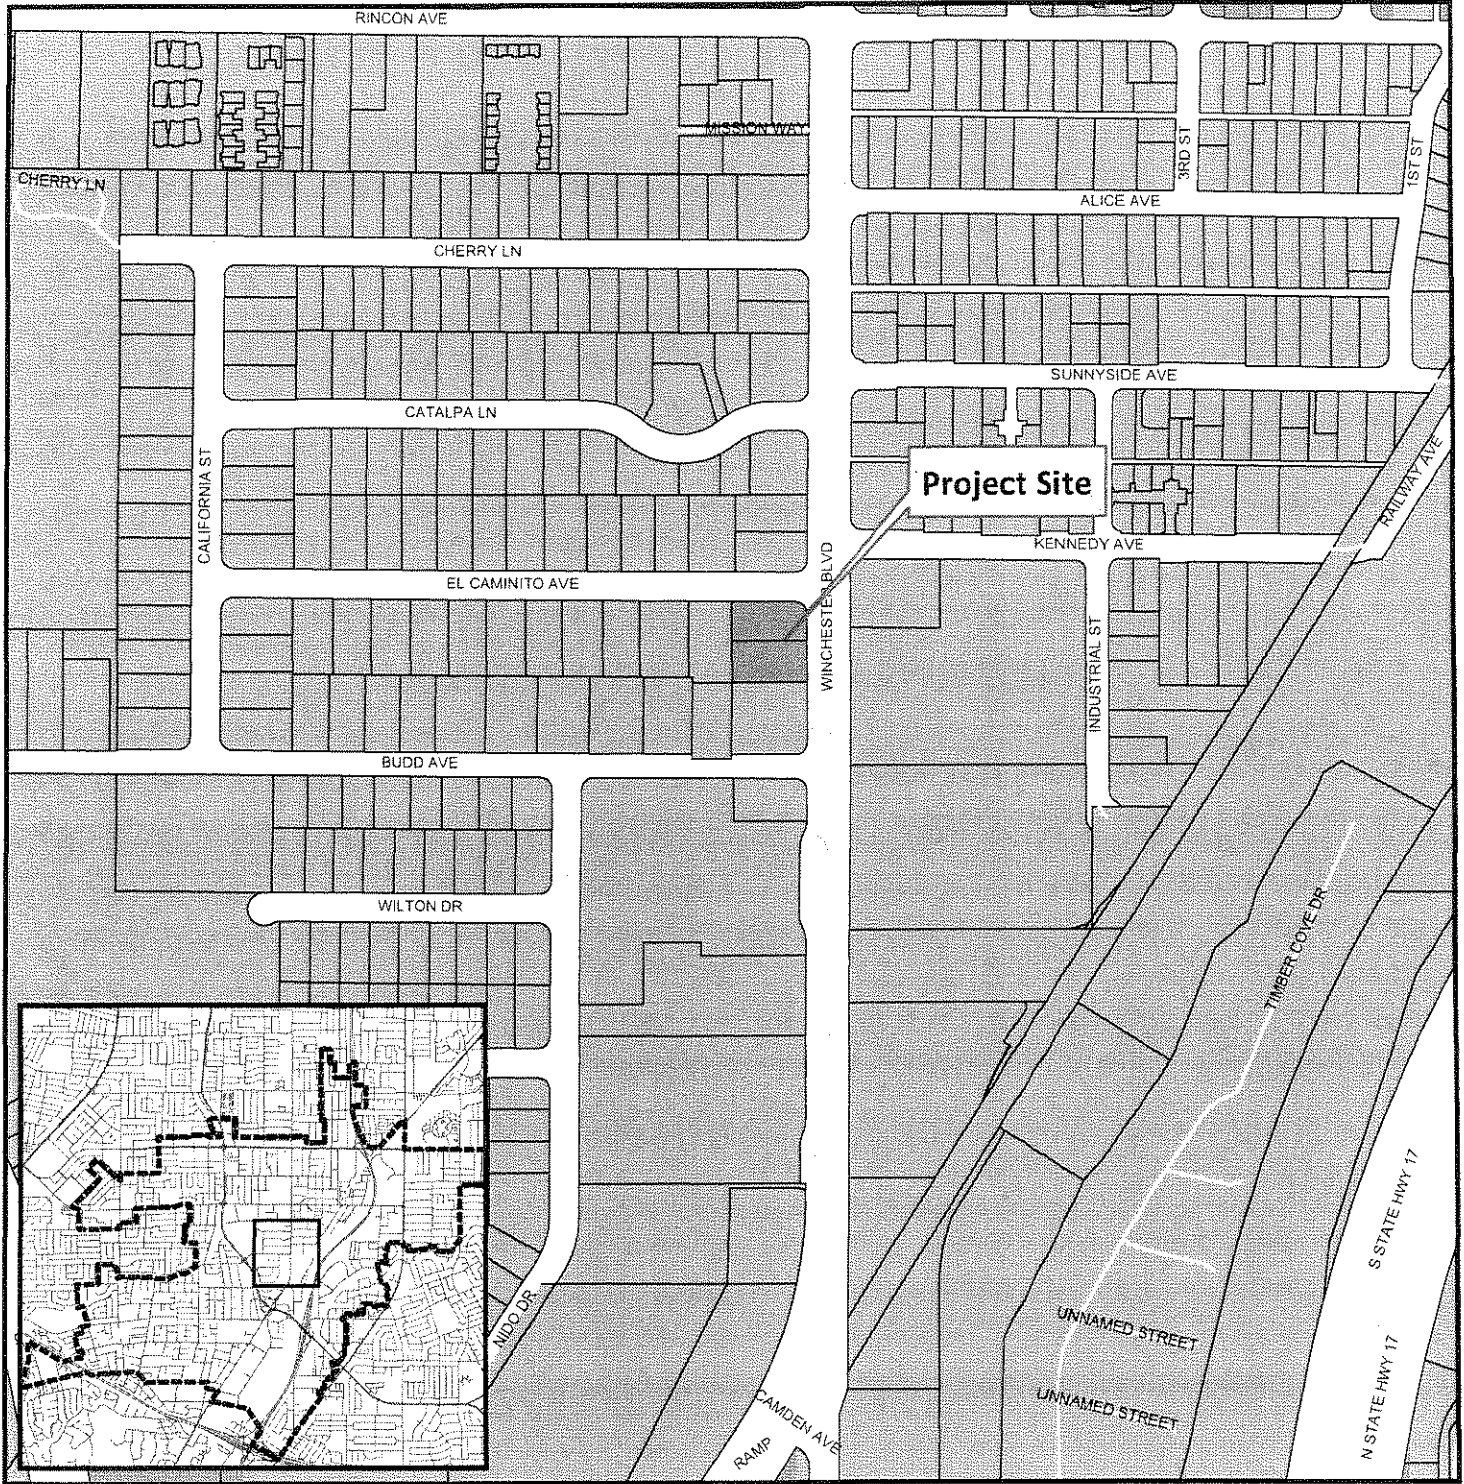 RINCON AVE
MISSION WAY
3RD ST
1ST ST
CHERRY LN
ALICE AVE
CHERRY LN
SUNNYSIDE AVE
CATALPA LN
CALIFORNIA ST
Project Site
RAILWAY AVE
KENNEDY AVE
EL CAMINITO AVE
WINCHESTER BLVD
INDUSTRIAL ST
BUDD AVE
WILTON DR
TIMBER COVE DR
S STATE HWY 17
NIDO DR
UNNAMED STREET
N STATE HWY 17
UNNAMED STREET
CAMDEN AVE
RAMP